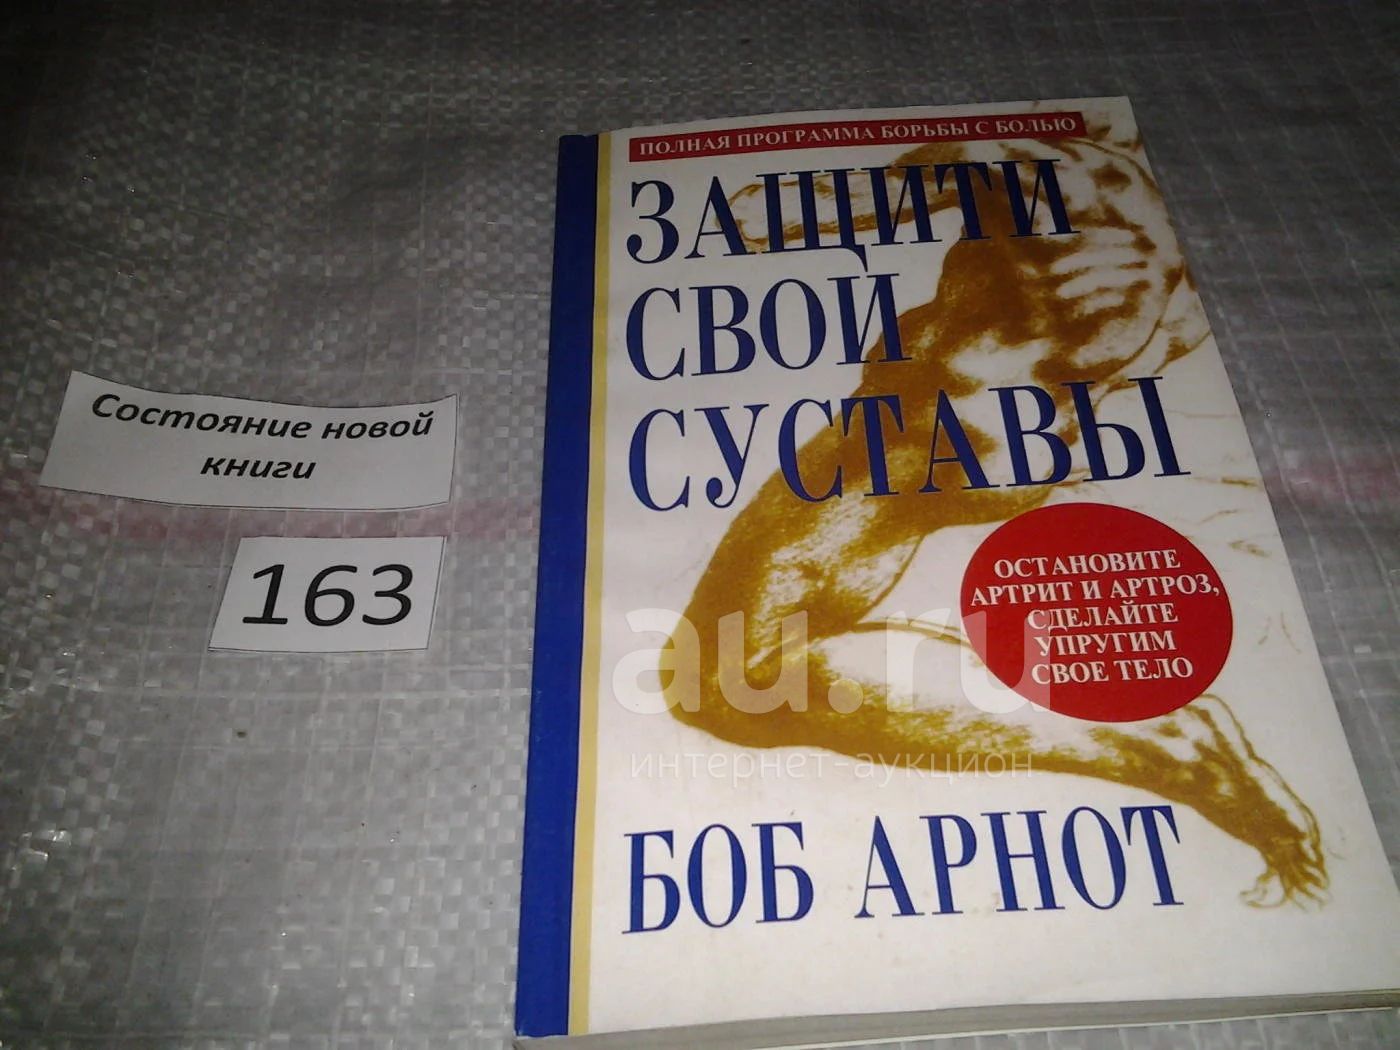 Состояние новой
книги
163
ПОЛНАЯ ПРОГРАММА БОРЬБЫ С БОЛЬЮ
ЗАЩИТИ
СВОИ
СУСТАВЫ
ОСТАНОВИТЕ
АРТРИТ И АРТРОЗ,
СДЕЛАЙТЕ
УПРУГИМ
СВОЕ ТЕЛО
au.ru
интернет-аукцион
БОБ АРНОТ